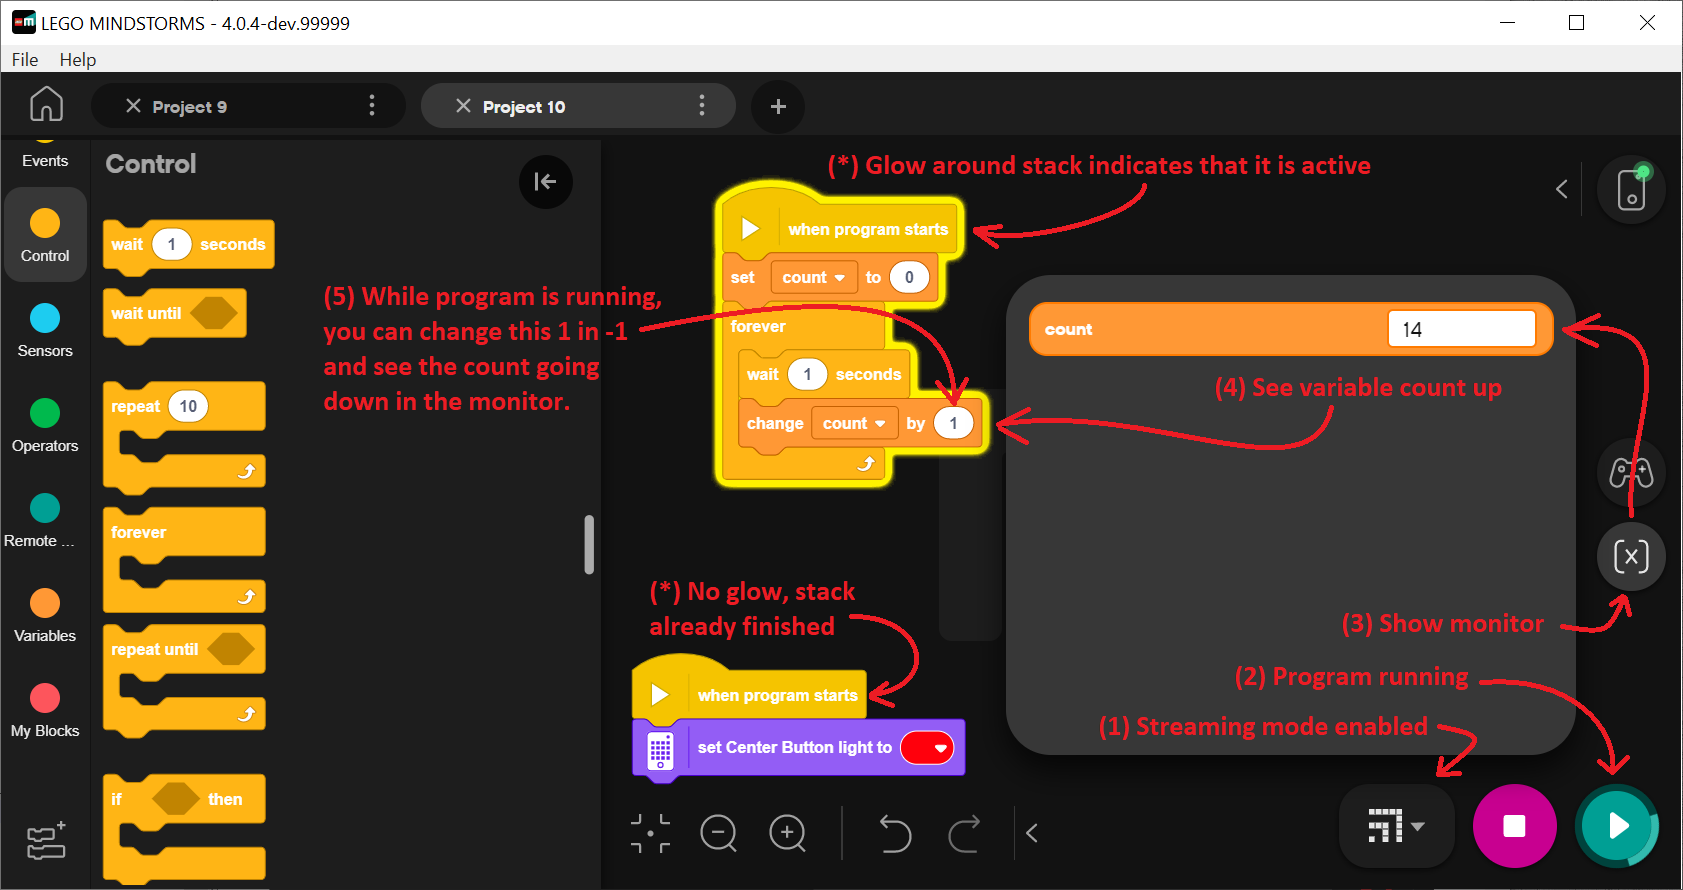 LEGO MINDSTORMS - 4.0.4-dev.99999
File Help
Project 9
Project 10
Events
Control
Sensors
Operators
Remote ...
Variables
My Blocks
Control
wait 1 seconds
wait until
repeat 10
forever
repeat until
if then
(*) Glow around stack indicates that it is active
when program starts
set count to 0
forever
wait 1 seconds
change count by 1
(5) While program is running,
you can change this 1 in -1
and see the count going
down in the monitor.
count 14
(4) See variable count up
(*) No glow, stack
already finished
when program starts
set Center Button light to
(3) Show monitor
(2) Program running
(1) Streaming mode enabled